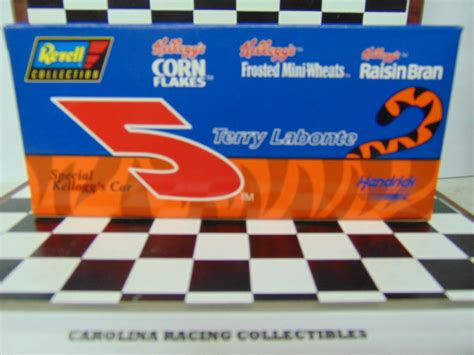 Revell
COLLECTION
Kellogg's
CORN
FLAKES
Kellogg's
Frosted Mini-Wheats
Kellogg's
Raisin Bran
5
TM
Terry Labonte
Special
Kellogg's Car
Hendrick
CAROLINA RACING COLLECTIBLES